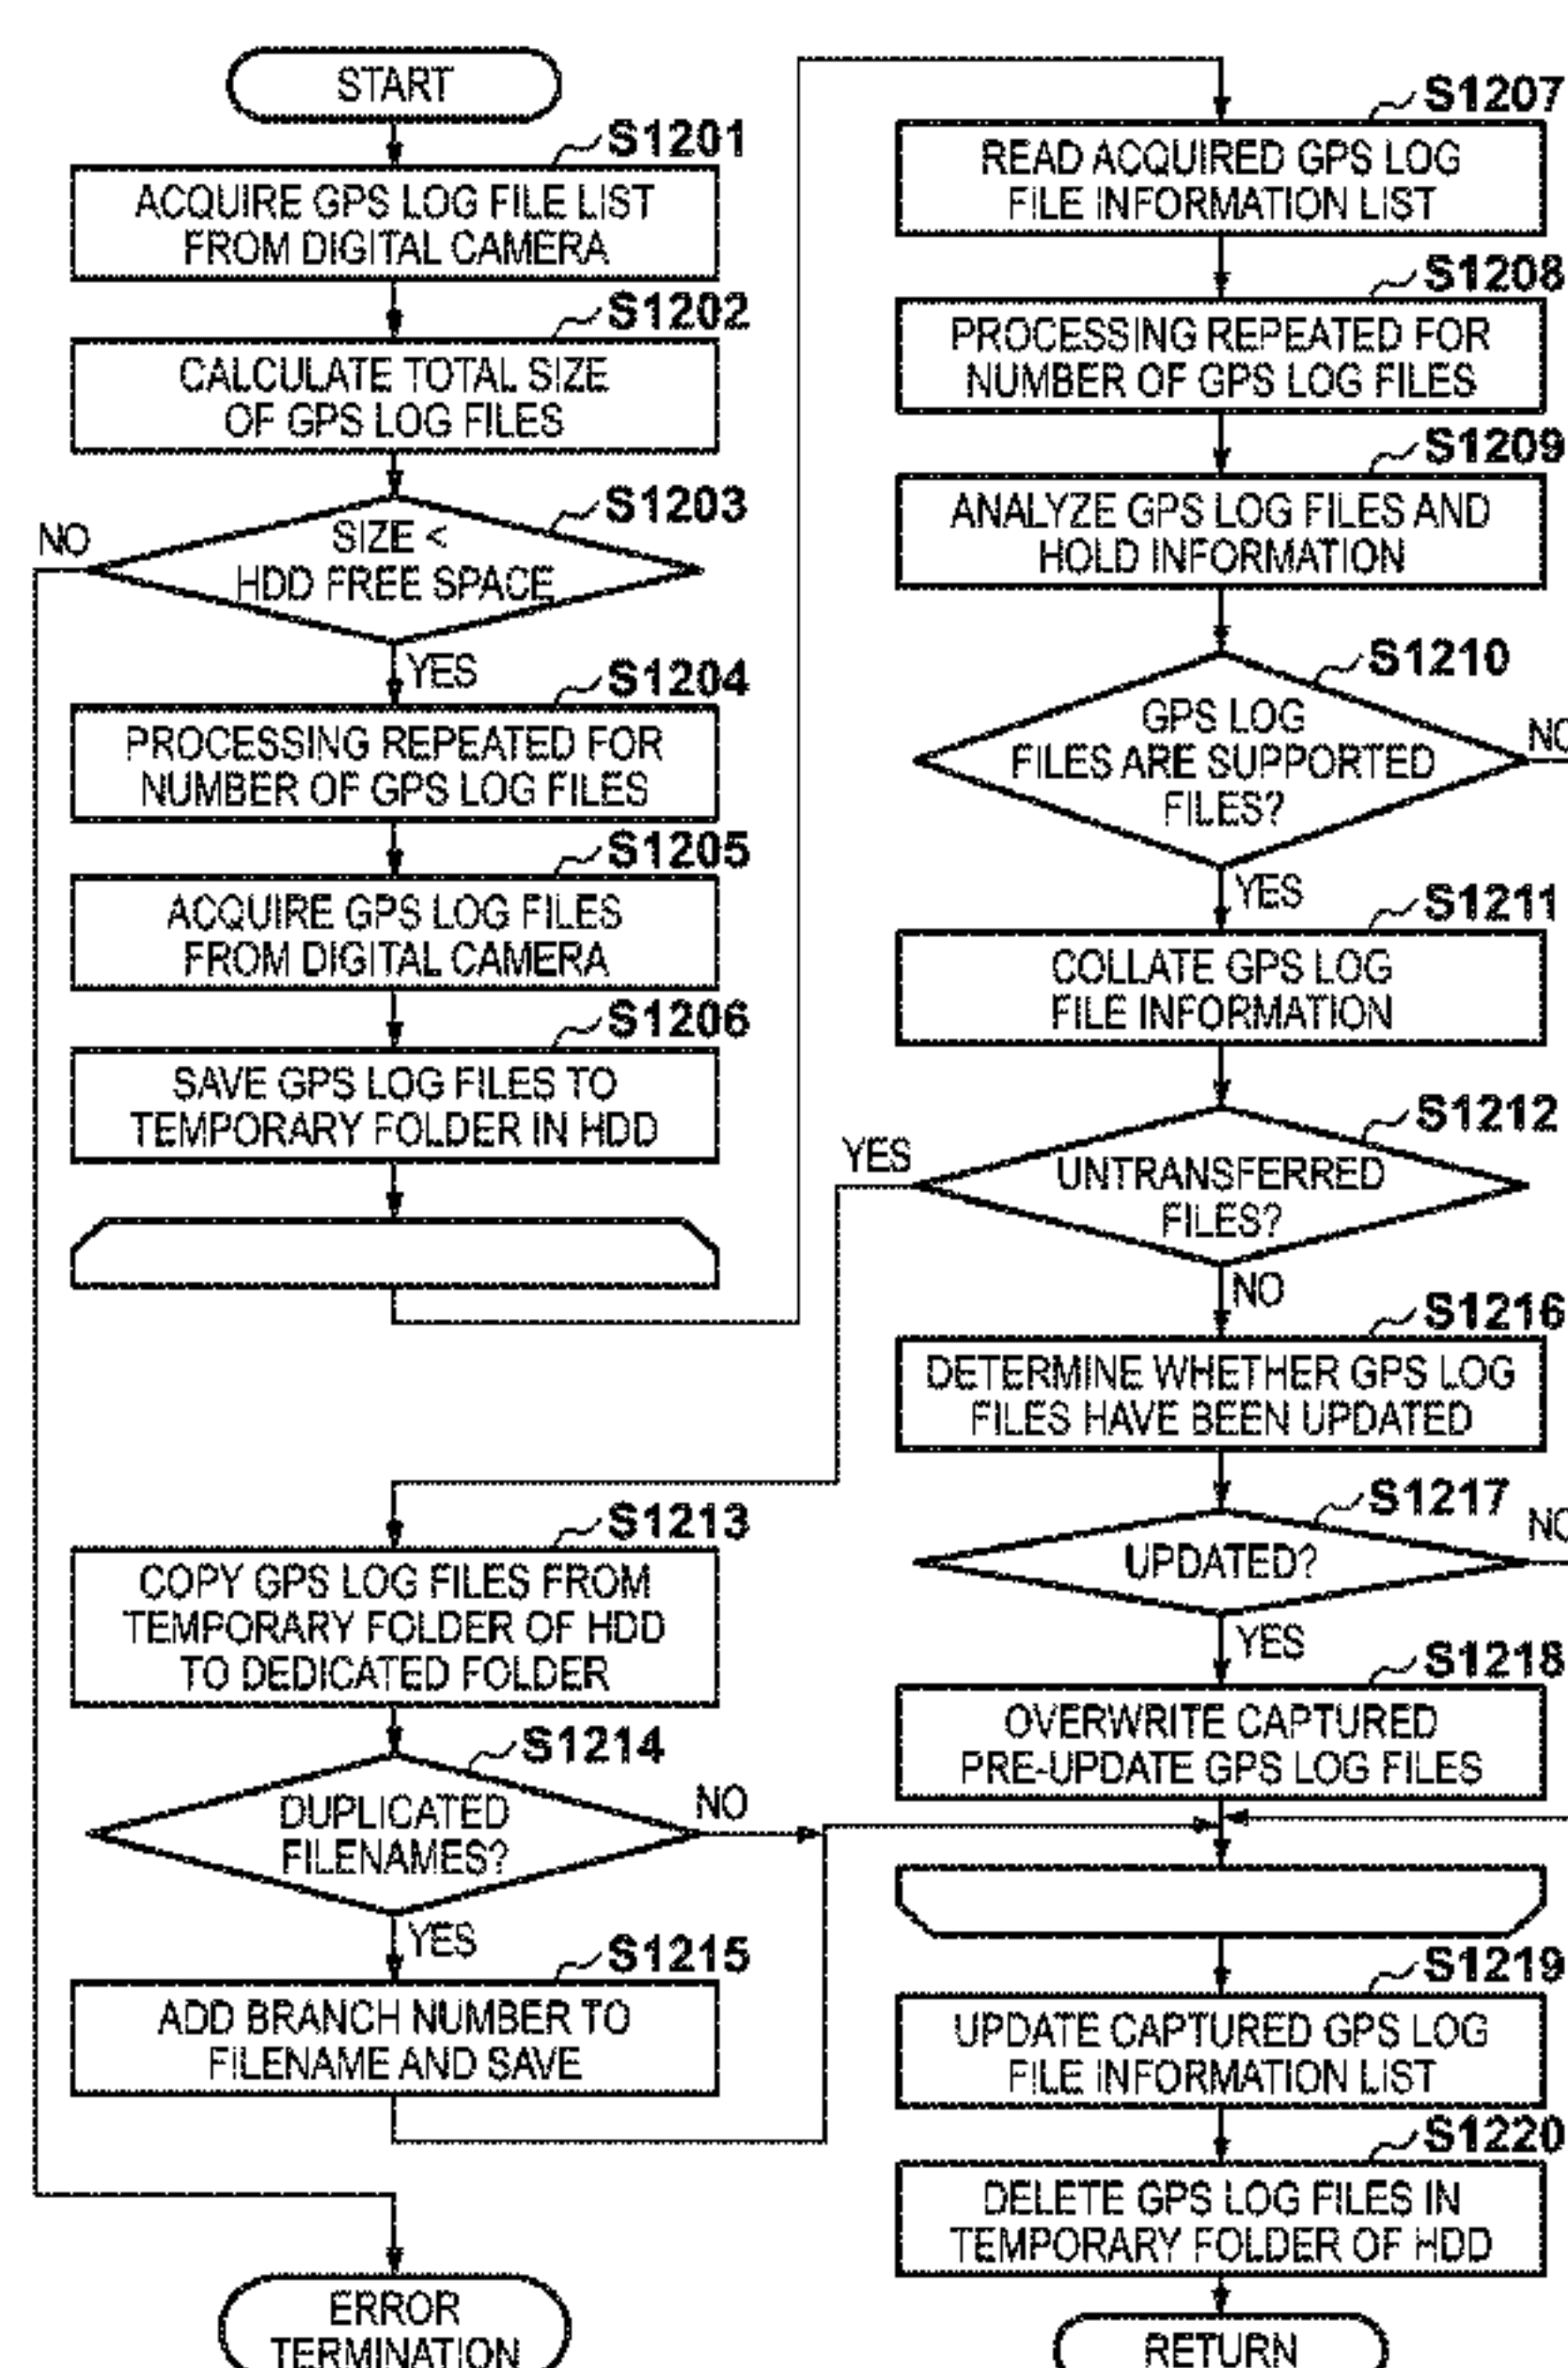 START
S1201
ACQUIRE GPS LOG FILE LIST
FROM DIGITAL CAMERA
S1202
CALCULATE TOTAL SIZE
OF GPS LOG FILES
S1203
SIZE <
HDD FREE SPACE
NO
YES
S1204
PROCESSING REPEATED FOR
NUMBER OF GPS LOG FILES
S1205
ACQUIRE GPS LOG FILES
FROM DIGITAL CAMERA
S1206
SAVE GPS LOG FILES TO
TEMPORARY FOLDER IN HDD
S1213
COPY GPS LOG FILES FROM
TEMPORARY FOLDER OF HDD
TO DEDICATED FOLDER
S1214
DUPLICATED
FILENAMES?
NO
YES
S1215
ADD BRANCH NUMBER TO
FILENAME AND SAVE
ERROR
TERMINATION
S1207
READ ACQUIRED GPS LOG
FILE INFORMATION LIST
S1208
PROCESSING REPEATED FOR
NUMBER OF GPS LOG FILES
S1209
ANALYZE GPS LOG FILES AND
HOLD INFORMATION
S1210
GPS LOG
FILES ARE SUPPORTED
FILES?
NO
YES
S1211
COLLATE GPS LOG
FILE INFORMATION
S1212
YES
UNTRANSFERRED
FILES?
NO
S1216
DETERMINE WHETHER GPS LOG
FILES HAVE BEEN UPDATED
S1217
UPDATED?
NO
YES
S1218
OVERWRITE CAPTURED
PRE-UPDATE GPS LOG FILES
S1219
UPDATE CAPTURED GPS LOG
FILE INFORMATION LIST
S1220
DELETE GPS LOG FILES IN
TEMPORARY FOLDER OF HDD
RETURN